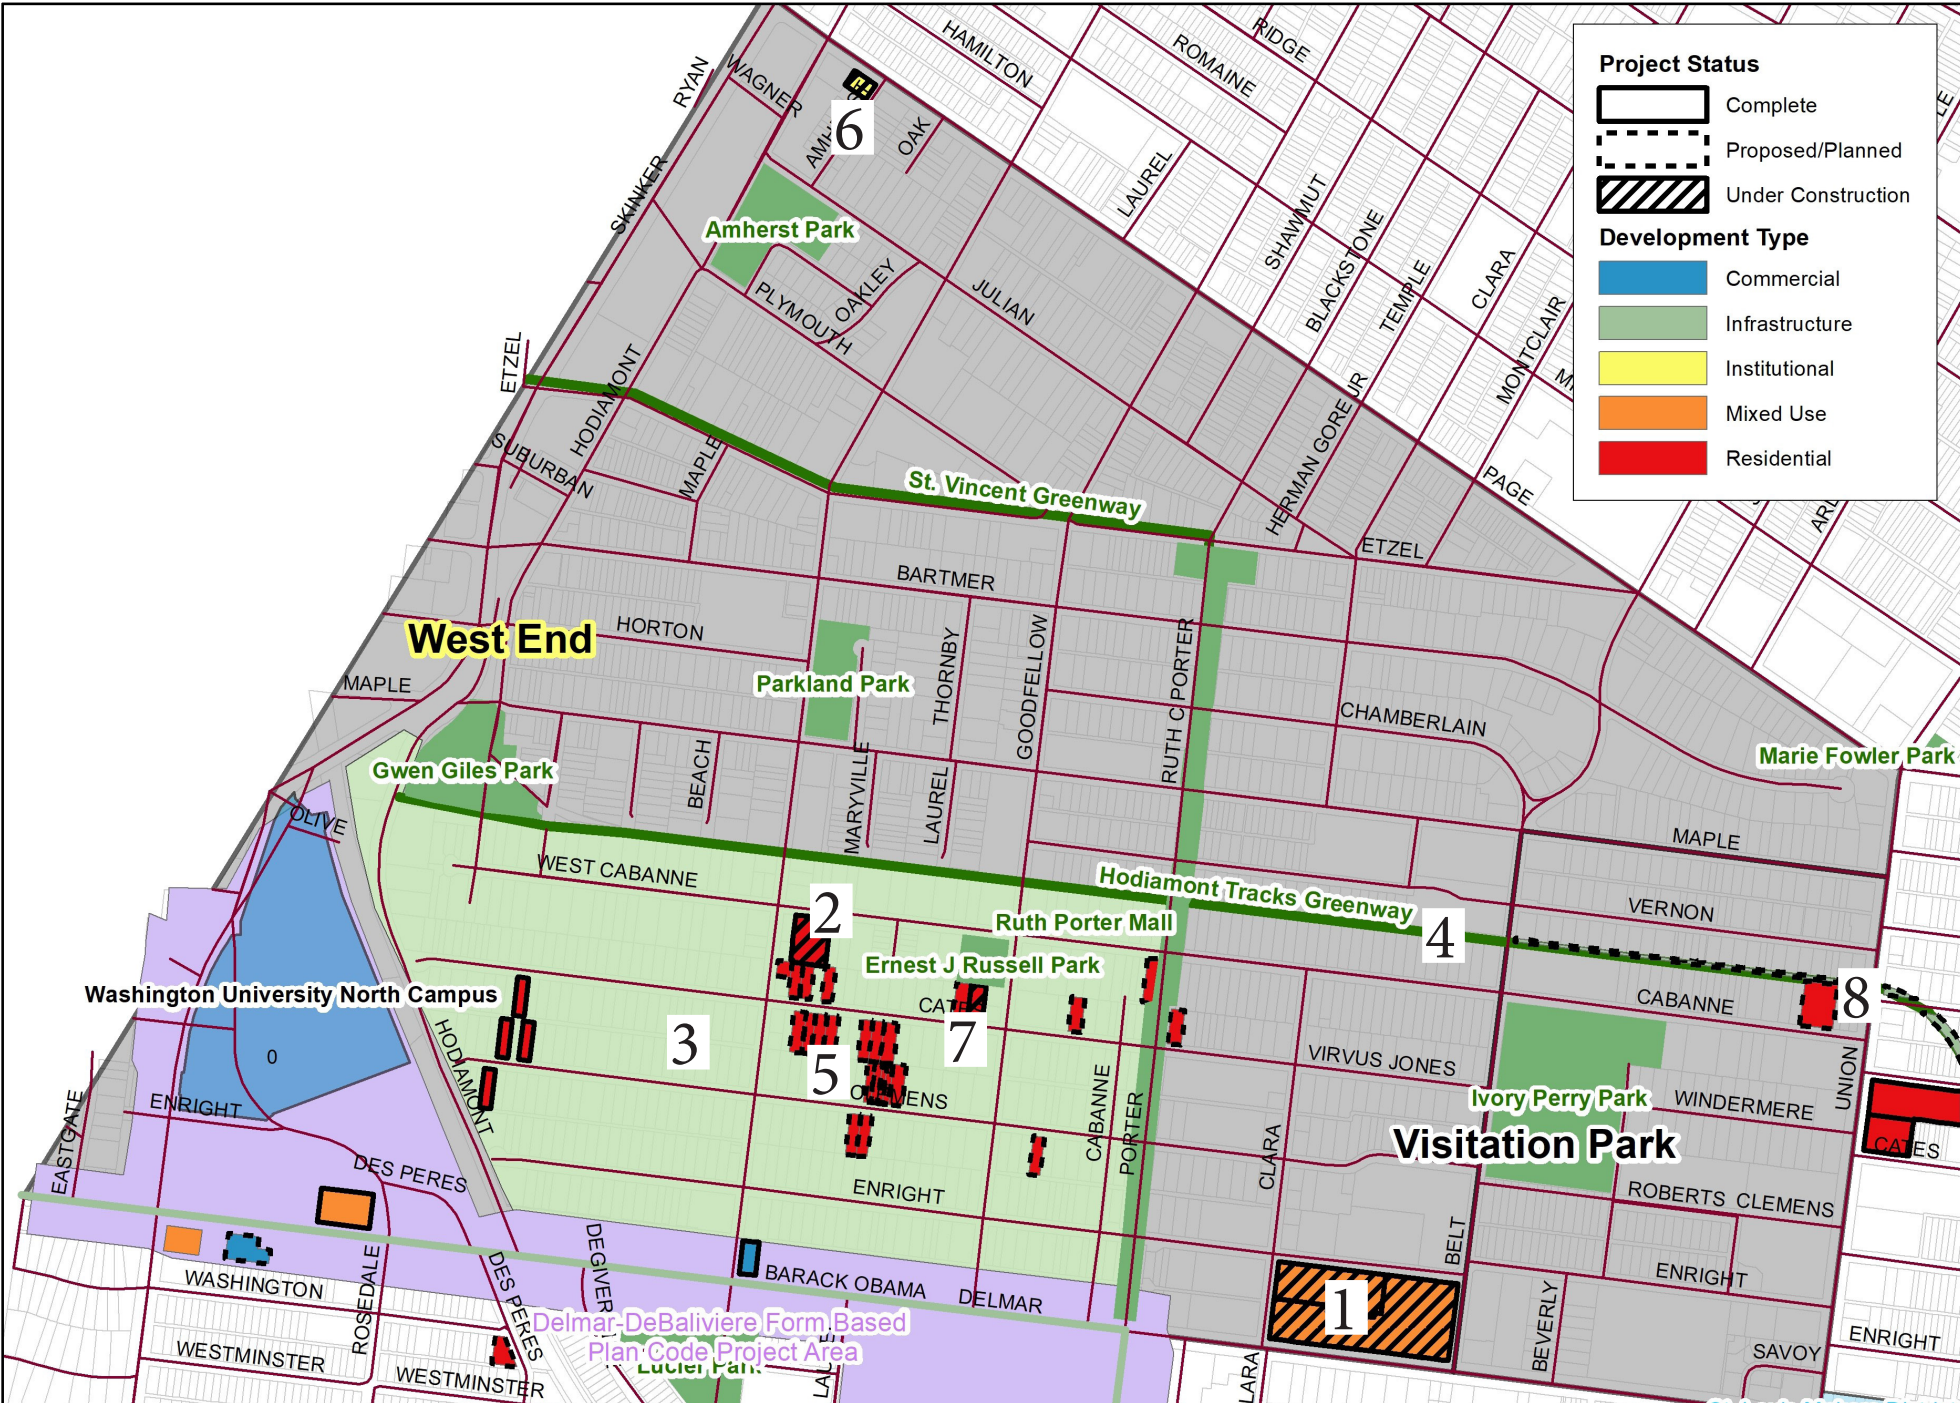 Project Status
Complete
Proposed/Planned
Under Construction
Development Type
Commercial
Infrastructure
Institutional
Mixed Use
Residential
RYAN
WAGNER
HAMILTON
ROMAINE
RIDGE
6
OAK
SKINKER
LAUREL
SHAWMUT
Amherst Park
BLACKSTONE
TEMPLE
CLARA
MONTCLAIR
OAKLEY
JULIAN
PLYMOUTH
ETZEL
HODIAMONT
SUBURBAN
MAPLE
St. Vincent Greenway
HERMAN GORE JR
PAGE
ETZEL
BARTMER
West End
HORTON
THORNBY
GOODFELLOW
RUTH C PORTER
Parkland Park
MAPLE
CHAMBERLAIN
Marie Fowler Park
Gwen Giles Park
BEACH
MARYVILLE
LAUREL
OLIVE
MAPLE
WEST CABANNE
Hodiamont Tracks Greenway
4
VERNON
2
Ruth Porter Mall
Ernest J Russell Park
Washington University North Campus
CABANNE
8
3
5
7
0
HODIAMONT
VIRVUS JONES
UNION
ENRIGHT
EASTGATE
CABANNE
PORTER
Ivory Perry Park
WINDERMERE
CATES
Visitation Park
CLARA
DES PERES
ENRIGHT
ROBERTS
CLEMENS
BELT
ENRIGHT
BARACK OBAMA
DELMAR
WASHINGTON
ROSEDALE
DES PERES
1
BEVERLY
ENRIGHT
Delmar-DeBaliviere Form Based
Plan Code Project Area
Lucier Park
WESTMINSTER
WESTMINSTER
SAVOY